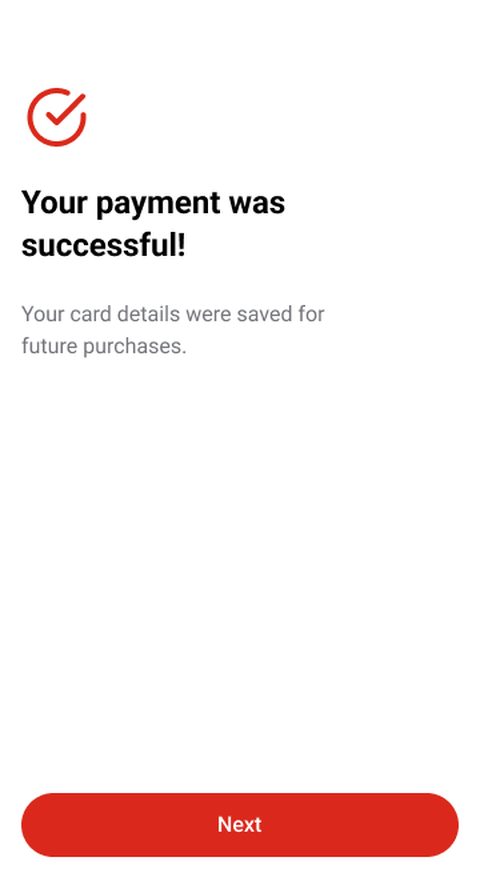 Your payment was
successful!
Your card details were saved for
future purchases.
Next